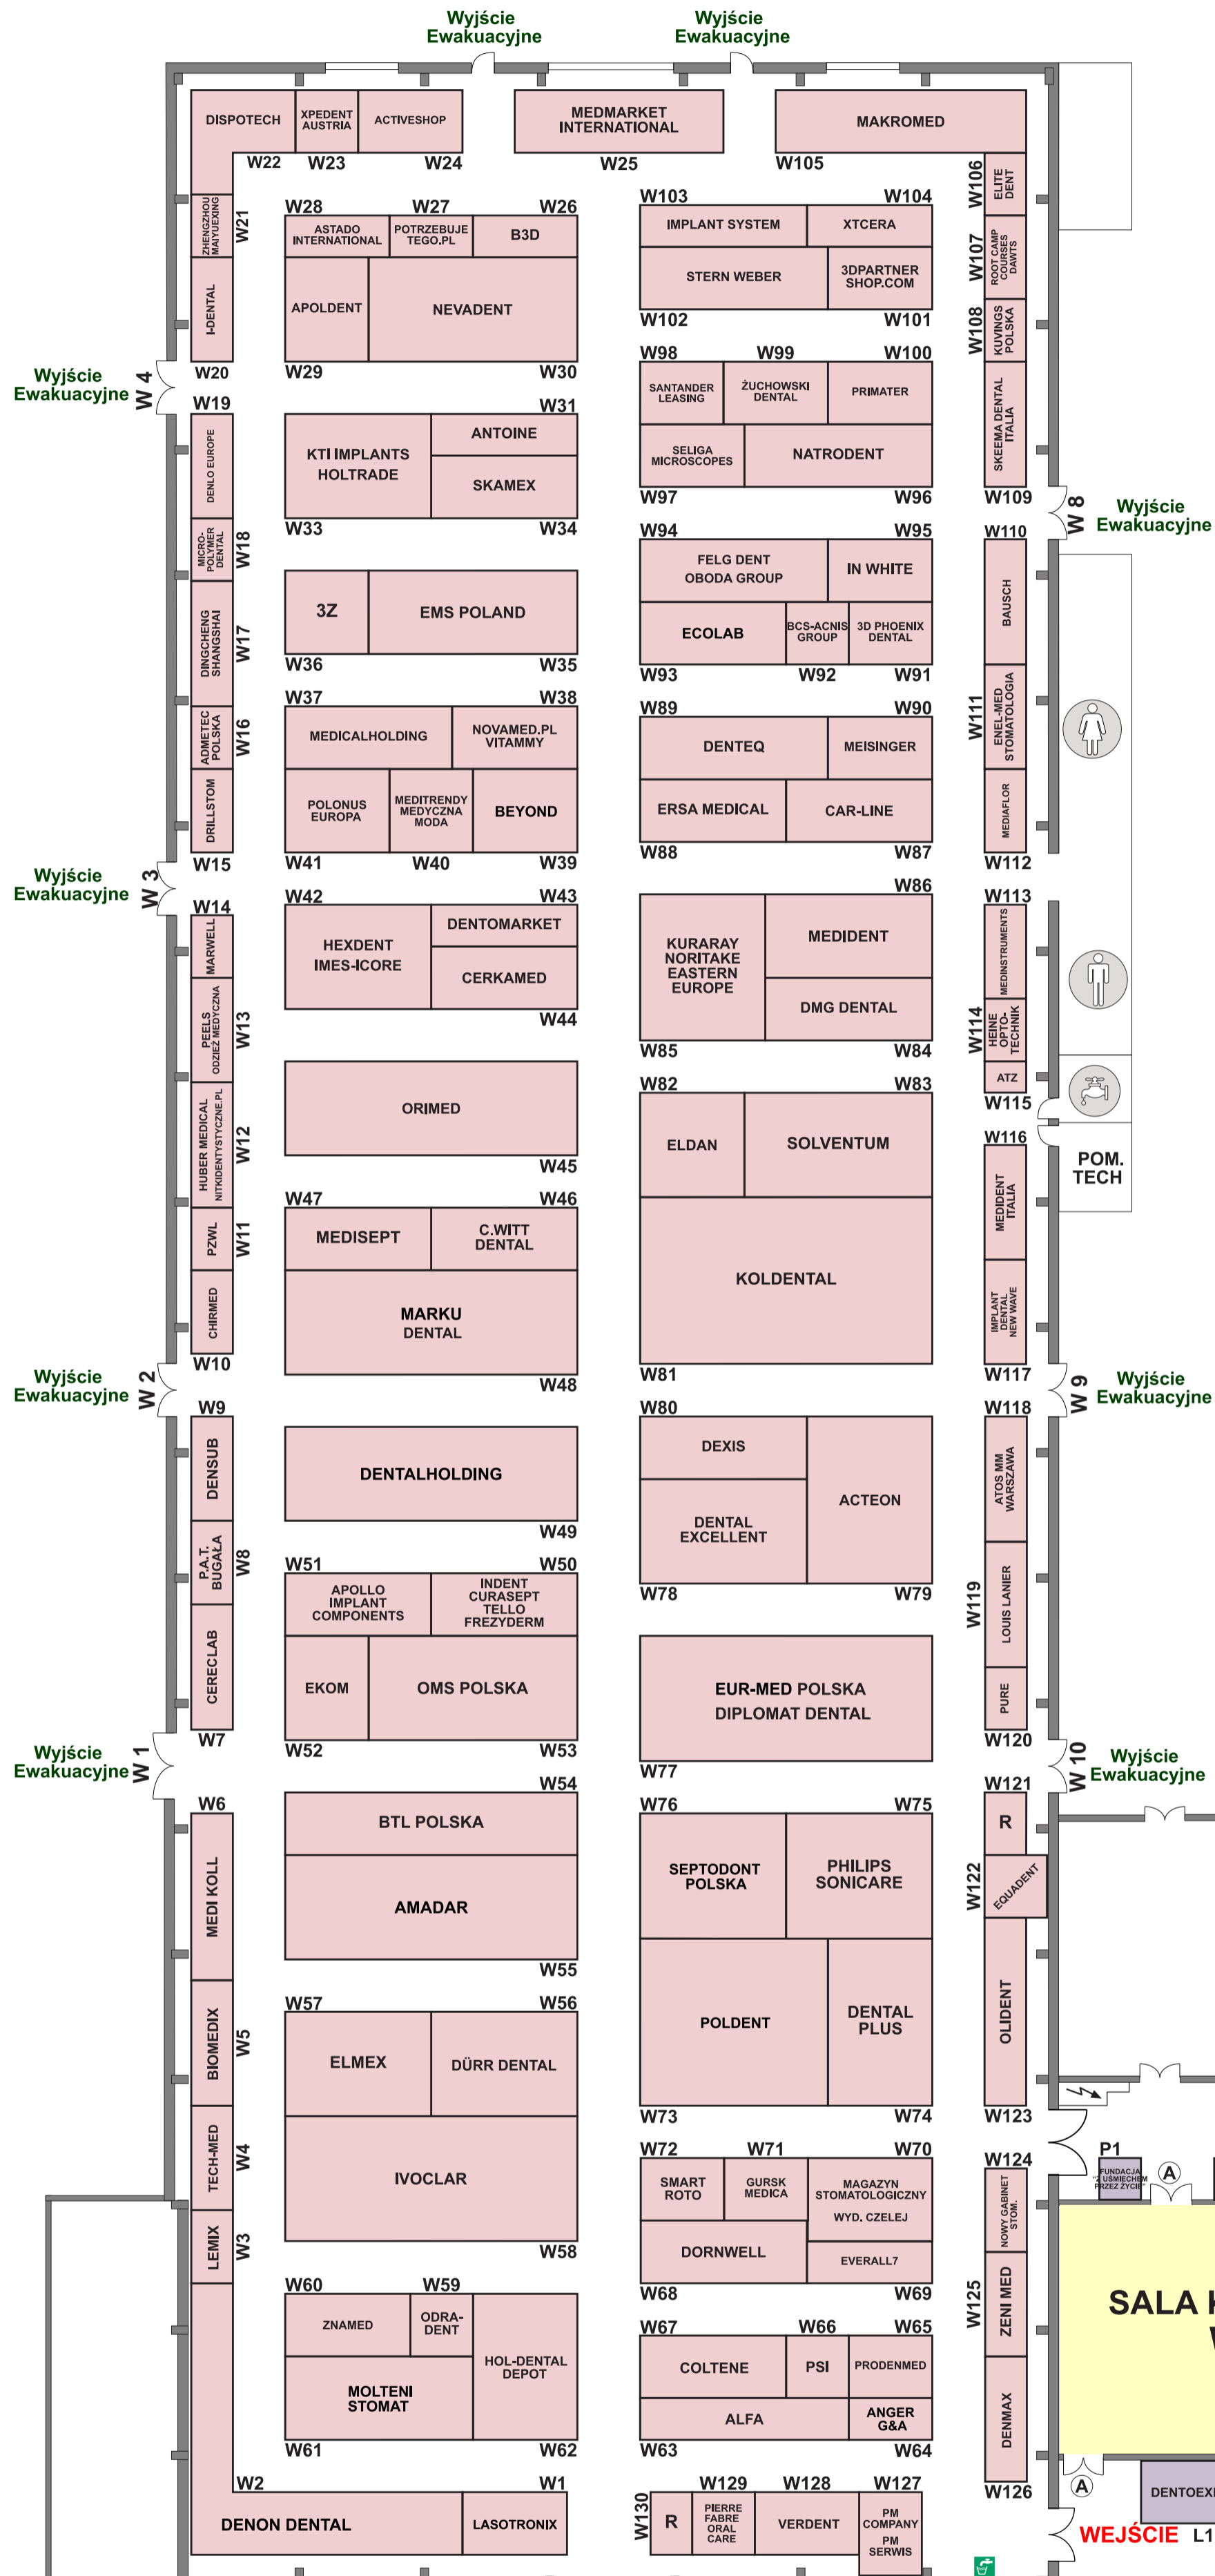 Wyjście
Ewakuacyjne
Wyjście
Ewakuacyjne
DISPOTECH
XPEDENT
AUSTRIA
ACTIVESHOP
MEDMARKET
INTERNATIONAL
MAKROMED
W22
W23
W24
W25
W105
ZHENGZHOU
MAIYUEXING
W21
I-DENTAL
W20
W28
W27
W26
ASTADO
INTERNATIONAL
POTRZEBUJE
TEGO.PL
B3D
APOLDENT
NEVADENT
W29
W30
W103
W104
IMPLANT SYSTEM
XTCERA
STERN WEBER
3DPARTNER
SHOP.COM
W102
W101
W106
ELITE
DENT
W107
ROOT CAMP
COURSES
DAWTS
W108
KUVINGS
POLSKA
SKEEMA DENTAL
ITALIA
W109
Wyjście
Ewakuacyjne
W 4
W98
W99
W100
SANTANDER
LEASING
ŻUCHOWSKI
DENTAL
PRIMATER
SELIGA
MICROSCOPES
NATRODENT
W97
W96
W19
DENLO EUROPE
MICRO-
POLYMER
DENTAL
W18
DINGCHENG
SHANGSHAI
W17
ADMETEC
POLSKA
W16
DRILLSTOM
W15
W31
KTI IMPLANTS
HOLTRADE
ANTOINE
SKAMEX
W33
W34
W 8
Wyjście
Ewakuacyjne
3Z
EMS POLAND
W36
W35
W94
W95
FELG DENT
OBODA GROUP
IN WHITE
ECOLAB
BCS-ACNIS
GROUP
3D PHOENIX
DENTAL
W93
W92
W91
W110
BAUSCH
W111
ENEL-MED
STOMATOLOGIA
MEDIAFLOR
W112
W37
W38
MEDICALHOLDING
NOVAMED.PL
VITAMMY
POLONUS
EUROPA
MEDITRENDY
MEDYCZNA
MODA
BEYOND
W41
W40
W39
W89
W90
DENTEQ
MEISINGER
ERSA MEDICAL
CAR-LINE
W88
W87
Wyjście
Ewakuacyjne
W 3
W14
MARWELL
PEELS
ODZIEŻ MEDYCZNA
W13
HUBER MEDICAL
NITKIDENTYSTYCZNE.PL
W12
PZWL
W11
CHIRMED
W10
W42
W43
HEXDENT
IMES-ICORE
DENTOMARKET
CERKAMED
W44
W86
KURARAY
NORITAKE
EASTERN
EUROPE
MEDIDENT
DMG DENTAL
W85
W84
W113
MEDINSTRUMENTS
W114
HEINE
OPTO-
TECHNIK
ATZ
W115
ORIMED
W45
W82
W83
ELDAN
SOLVENTUM
KOLDENTAL
W81
W116
MEDIDENT
ITALIA
IMPLANT
DENTAL
NEW WAVE
W117
POM.
TECH
W47
W46
MEDISEPT
C.WITT
DENTAL
MARKU
DENTAL
W48
Wyjście
Ewakuacyjne
W 2
W 9
Wyjście
Ewakuacyjne
W9
DENSUB
P.A.T.
BUGAŁA
W8
CERECLAB
W7
DENTALHOLDING
W49
W80
DEXIS
DENTAL
EXCELLENT
ACTEON
W78
W79
W118
ATOS MM
WARSZAWA
W119
LOUIS LANIER
PURE
W120
W51
W50
APOLLO
IMPLANT
COMPONENTS
INDENT
CURASEPT
TELLO
FREZYDERM
EKOM
OMS POLSKA
W52
W53
EUR-MED POLSKA
DIPLOMAT DENTAL
W77
Wyjście
Ewakuacyjne
W 1
W 10
Wyjście
Ewakuacyjne
W6
MEDI KOLL
BIOMEDIX
W5
TECH-MED
W4
LEMIX
W3
W54
BTL POLSKA
AMADAR
W55
W76
W75
SEPTODONT
POLSKA
PHILIPS
SONICARE
POLDENT
DENTAL
PLUS
W73
W74
W121
R
W122
EQUADENT
OLIDENT
W123
W57
W56
ELMEX
DÜRR DENTAL
IVOCLAR
W58
W72
W71
W70
SMART
ROTO
GURSK
MEDICA
MAGAZYN
STOMATOLOGICZNY
WYD. CZELEJ
DORNWELL
EVERALL7
W68
W69
W124
NOWY GABINET
STOM.
W125
ZENI MED
DENMAX
W126
P1
FUNDACJA
"Z UŚMIECHEM
PRZEZ ŻYCIE"
A
SALA
W60
W59
ZNAMED
ODRA-
DENT
HOL-DENTAL
DEPOT
MOLTENI
STOMAT
W61
W62
W67
W66
W65
COLTENE
PSI
PRODENMED
ALFA
ANGER
G&A
W63
W64
A
DENTOEX
W2
W1
DENON DENTAL
LASOTRONIX
W130
W129
W128
W127
R
PIERRE
FABRE
ORAL
CARE
VERDENT
PM
COMPANY
PM
SERWIS
WEJŚCIE
L1